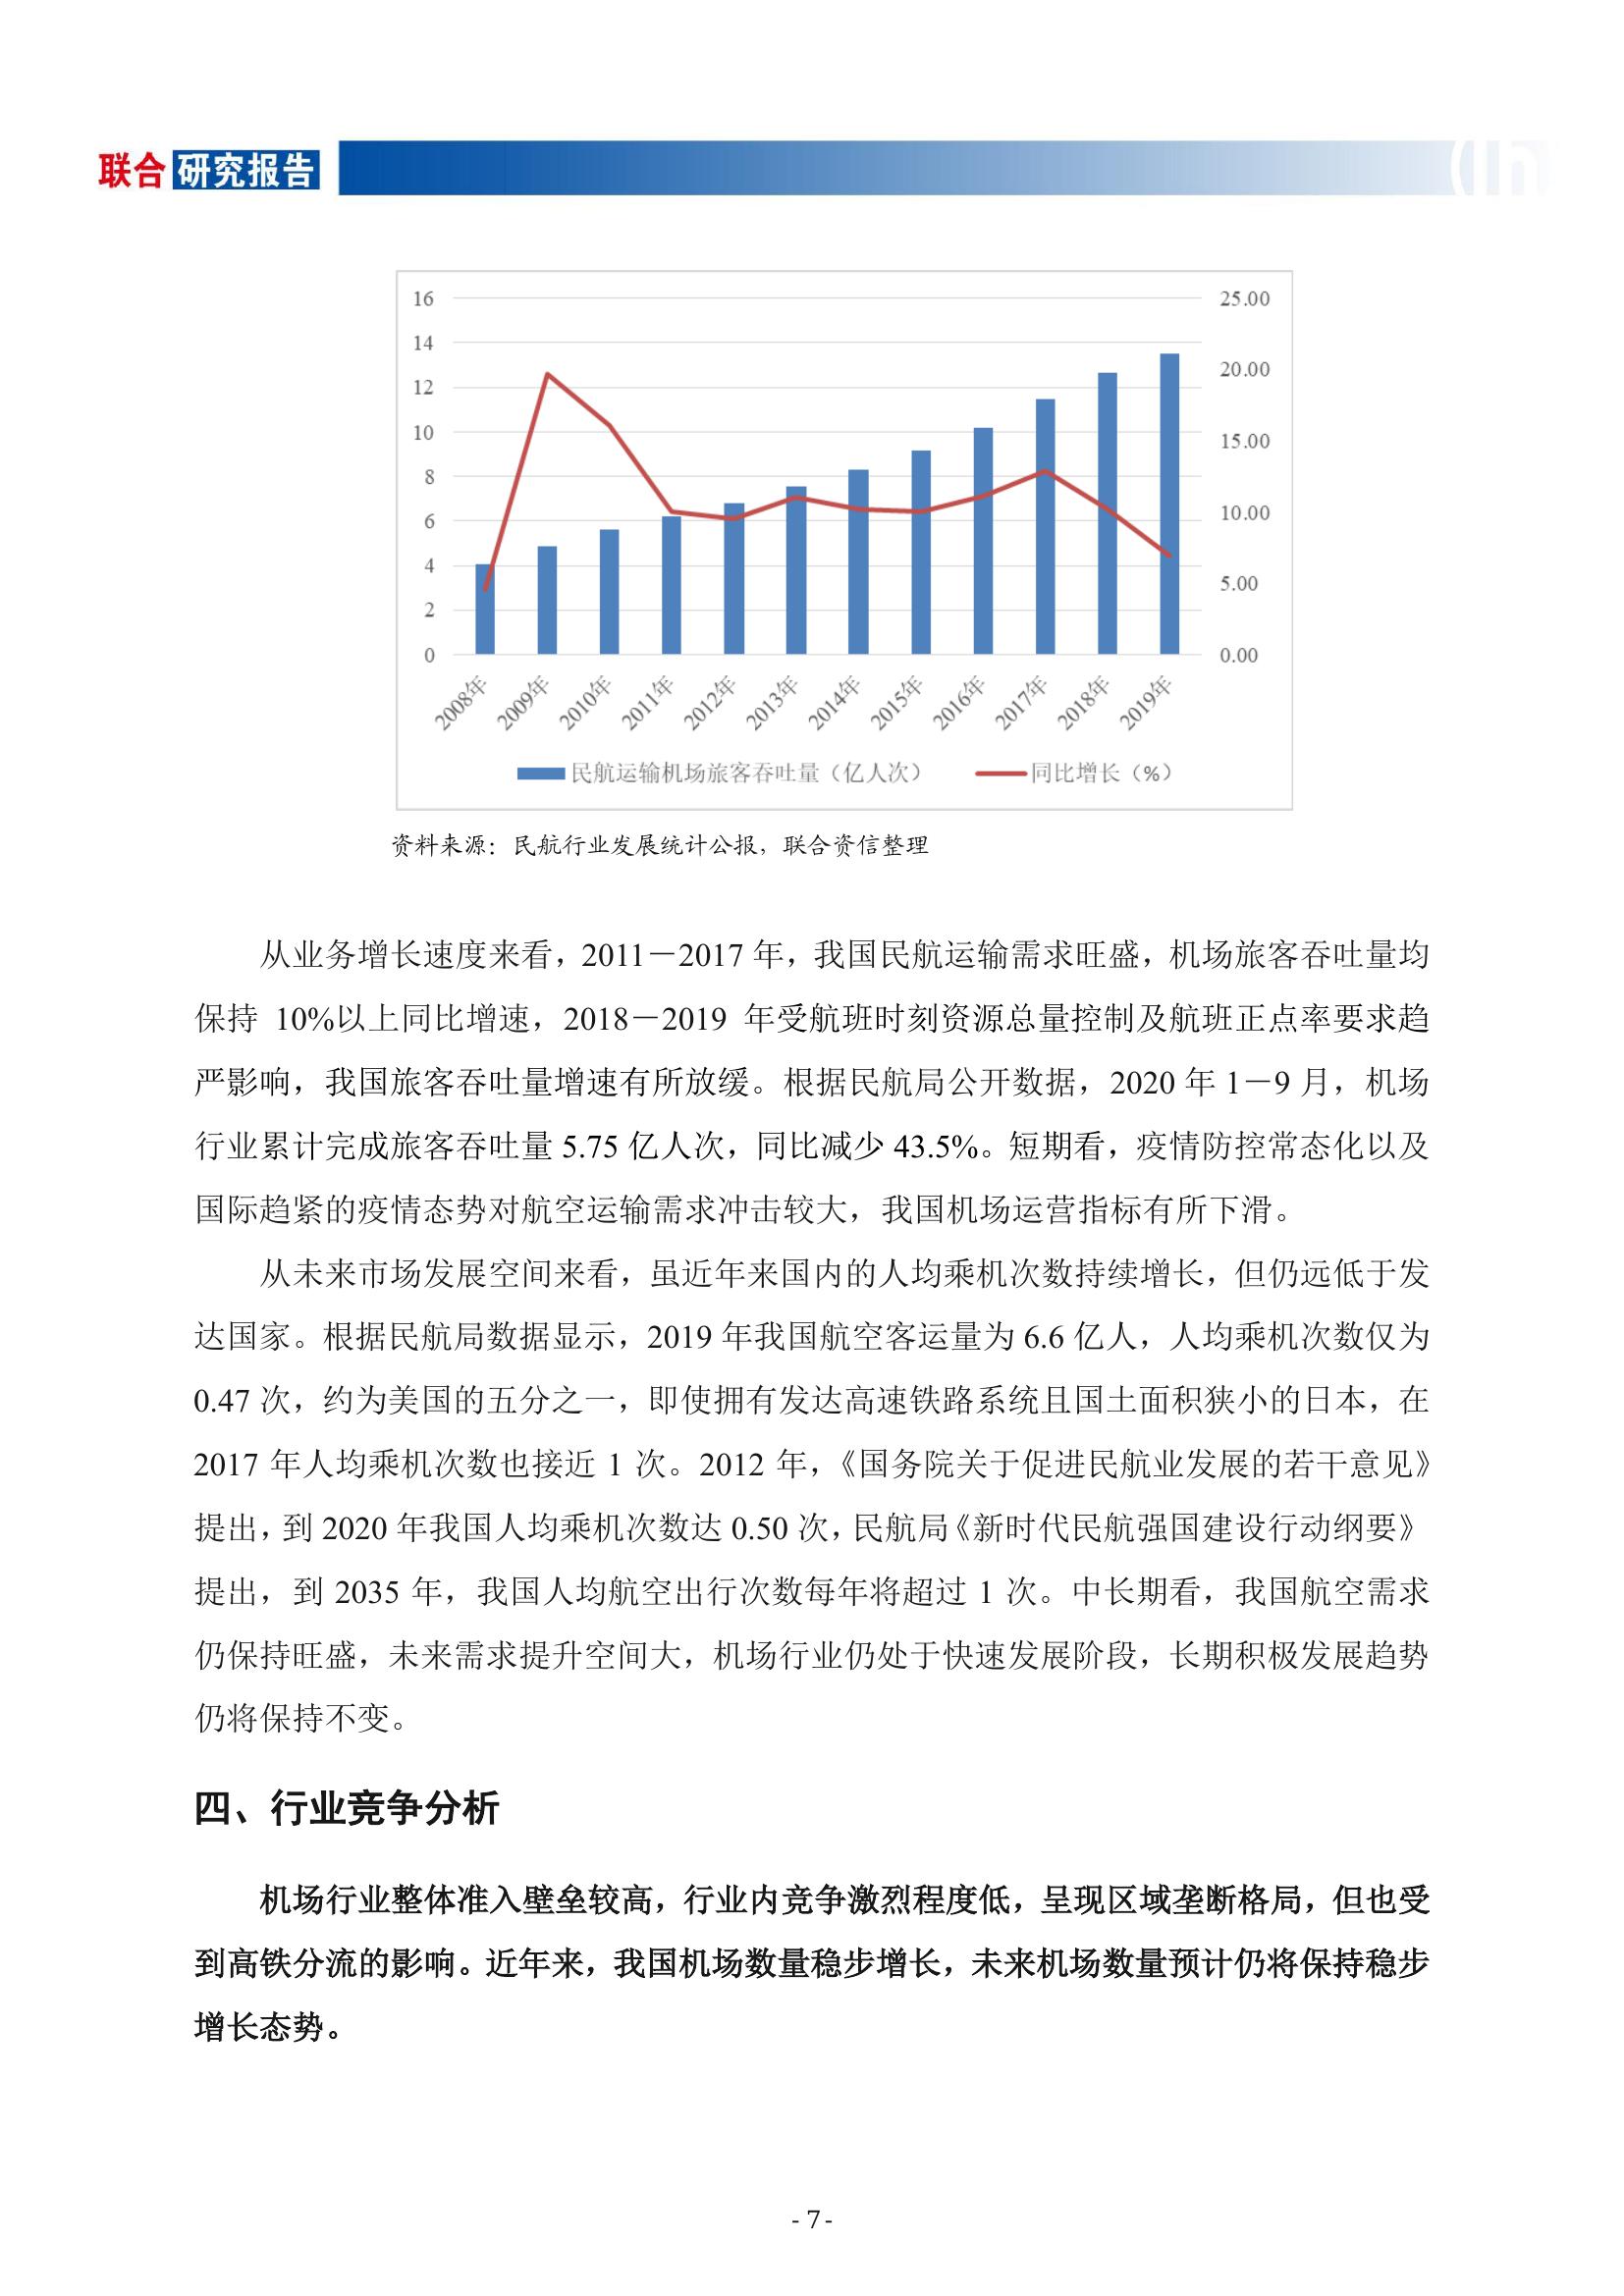 联合 研究报告
16
14
12
10
8
6
4
2
0
25.00
20.00
15.00
10.00
5.00
0.00
2008年 2009年 2010年 2011年 2012年 2013年 2014年 2015年 2016年 2017年 2018年 2019年
民航运输机场旅客吞吐量（亿人次） 同比增长（%）
资料来源：民航行业发展统计公报，联合资信整理
从业务增长速度来看，2011－2017 年，我国民航运输需求旺盛，机场旅客吞吐量均
保持 10%以上同比增速，2018－2019 年受航班时刻资源总量控制及航班正点率要求趋
严影响，我国旅客吞吐量增速有所放缓。根据民航局公开数据，2020 年 1－9 月，机场
行业累计完成旅客吞吐量 5.75 亿人次，同比减少 43.5%。短期看，疫情防控常态化以及
国际趋紧的疫情态势对航空运输需求冲击较大，我国机场运营指标有所下滑。
从未来市场发展空间来看，虽近年来国内的人均乘机次数持续增长，但仍远低于发
达国家。根据民航局数据显示，2019 年我国航空客运量为 6.6 亿人，人均乘机次数仅为
0.47 次，约为美国的五分之一，即使拥有发达高速铁路系统且国土面积狭小的日本，在
2017 年人均乘机次数也接近 1 次。2012 年，《国务院关于促进民航业发展的若干意见》
提出，到 2020 年我国人均乘机次数达 0.50 次，民航局《新时代民航强国建设行动纲要》
提出，到 2035 年，我国人均航空出行次数每年将超过 1 次。中长期看，我国航空需求
仍保持旺盛，未来需求提升空间大，机场行业仍处于快速发展阶段，长期积极发展趋势
仍将保持不变。
四、行业竞争分析
机场行业整体准入壁垒较高，行业内竞争激烈程度低，呈现区域垄断格局，但也受
到高铁分流的影响。近年来，我国机场数量稳步增长，未来机场数量预计仍将保持稳步
增长态势。
- 7 -